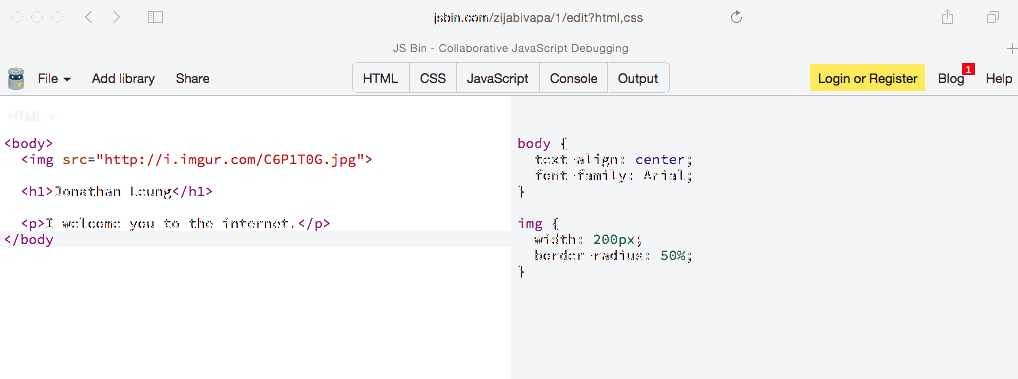 jsbin.com/zijabivapa/1/edit?html,css
JS Bin - Collaborative JavaScript Debugging
File Add library Share HTML CSS JavaScript Console Output Login or Register Blog 1 Help
HTML
<body>
<img src="http://i.imgur.com/C6P1T0G.jpg">
<h1>Jonathan Leung</h1>
<p>I welcome you to the internet.</p>
</body
body {
text-align: center;
font-family: Arial;
}
img {
width: 200px;
border-radius: 50%;
}